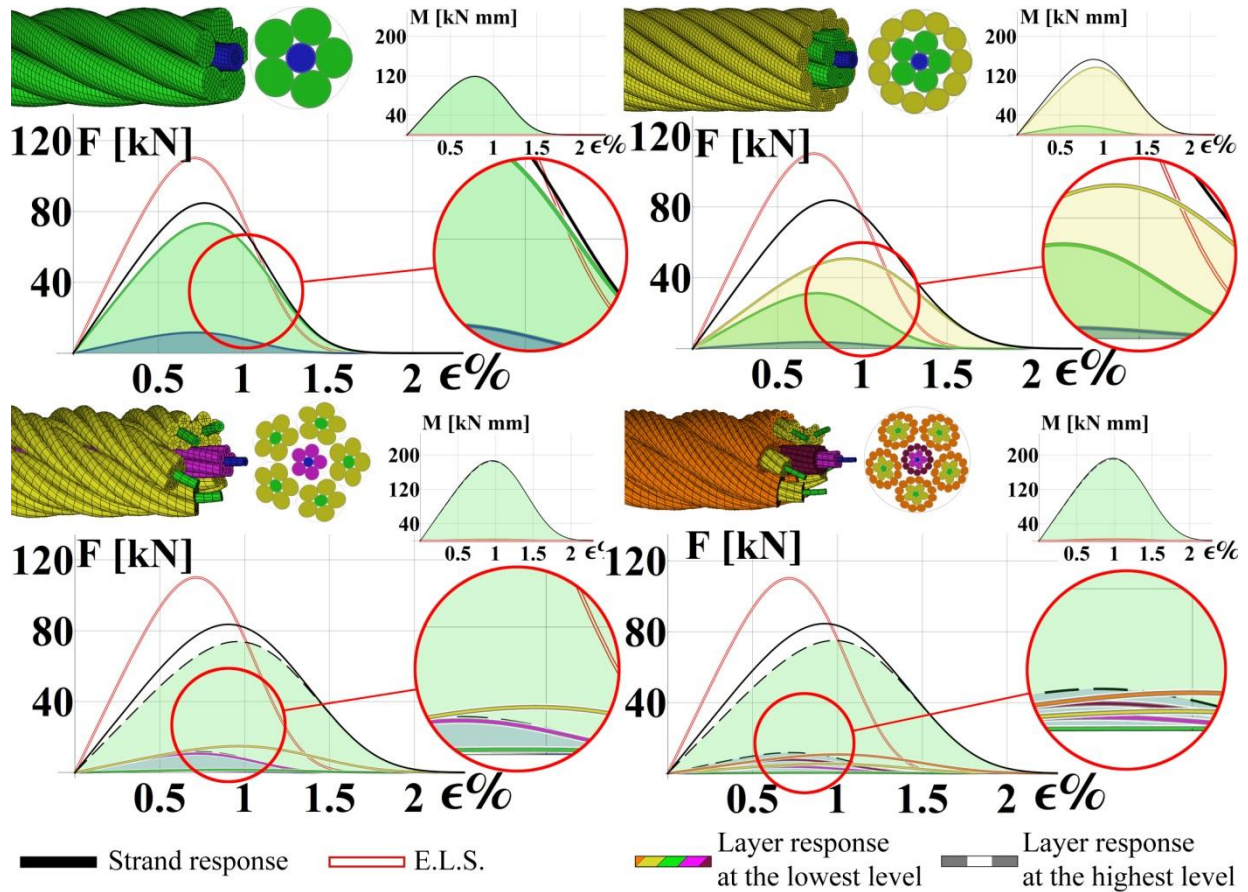 M [kN mm]
200
120
40
0.5 1 1.5 2 ϵ%
120 F [kN]
80
40
0.5 1 1.5 2 ϵ%
M [kN mm]
200
120
40
0.5 1 1.5 2 ϵ%
120 F [kN]
80
40
0.5 1 1.5 2 ϵ%
M [kN mm]
200
120
40
0.5 1 1.5 2 ϵ%
120 F [kN]
80
40
0.5 1 1.5 2 ϵ%
M [kN mm]
200
120
40
0.5 1 1.5 2 ϵ%
120 F [kN]
80
40
0.5 1 1.5 2 ϵ%
Strand response
E.L.S.
Layer response
at the lowest level
Layer response
at the highest level